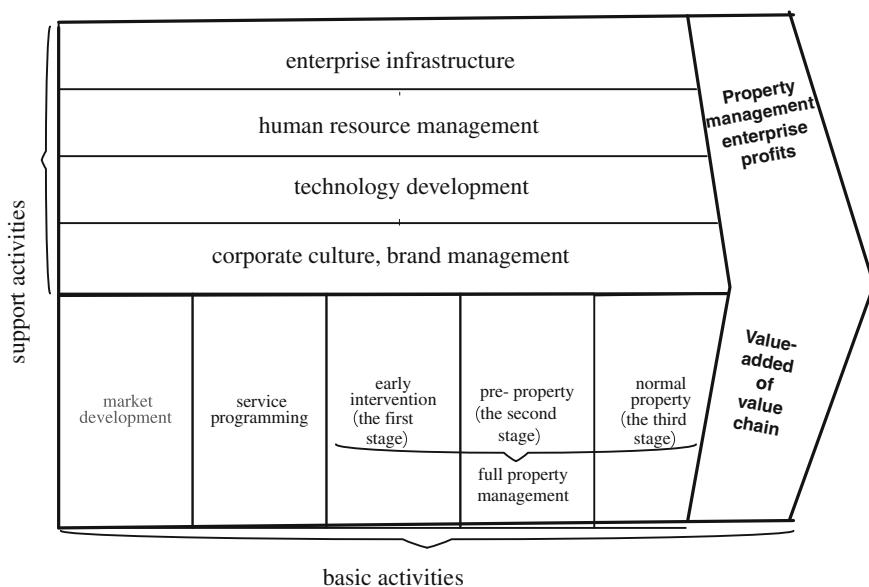 enterprise infrastructure
human resource management
technology development
corporate culture, brand management
support activities
Property
management
enterprise
profits
market
development
service
programming
early
intervention
(the first
stage)
pre- property
(the second
stage)
normal
property
(the third
stage)
full property
management
Value-
added
of
value
chain
basic activities